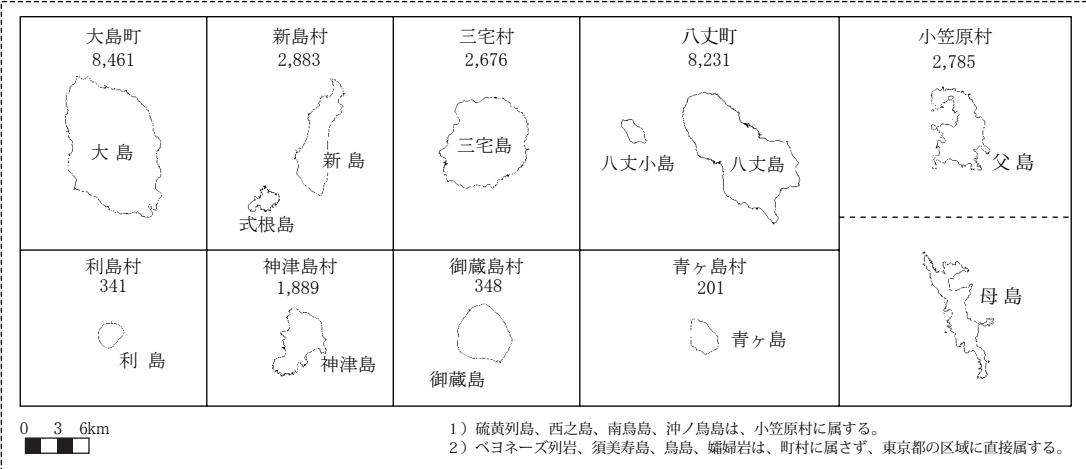 大島町
8,461
大 島
新島村
2,883
新 島
式根島
三宅村
2,676
三宅島
八丈町
8,231
八丈小島
八丈島
小笠原村
2,785
父 島
母 島
利島村
341
利 島
神津島村
1,889
神津島
御蔵島村
348
御蔵島
青ヶ島村
201
青ヶ島
0 3 6km
1）硫黄列島、西之島、南鳥島、沖ノ鳥島は、小笠原村に属する。
2）ベヨネーズ列岩、須美寿島、鳥島、孀婦岩は、町村に属さず、東京都の区域に直接属する。